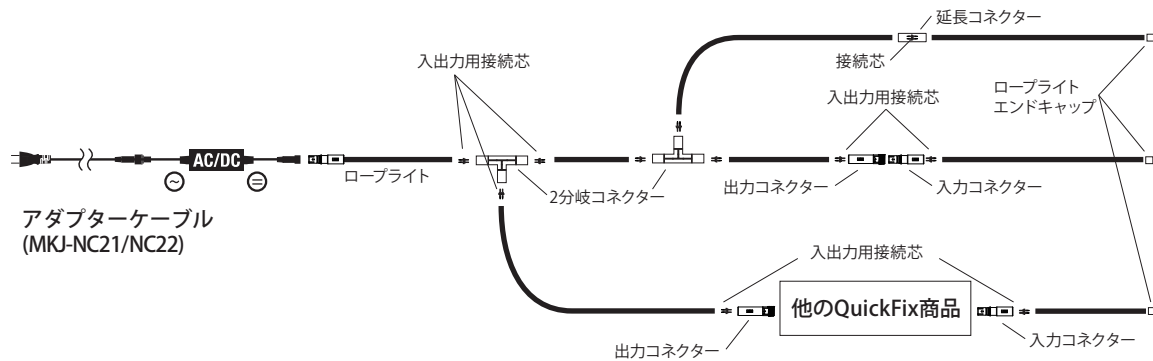 延長コネクター
接続芯
入出力用接続芯
入出力用接続芯
ロープライト
エンドキャップ
AC/DC
ロープライト
2分岐コネクター
出力コネクター
入力コネクター
アダプターケーブル
(MKJ-NC21/NC22)
入出力用接続芯
他のQuickFix商品
出力コネクター
入力コネクター